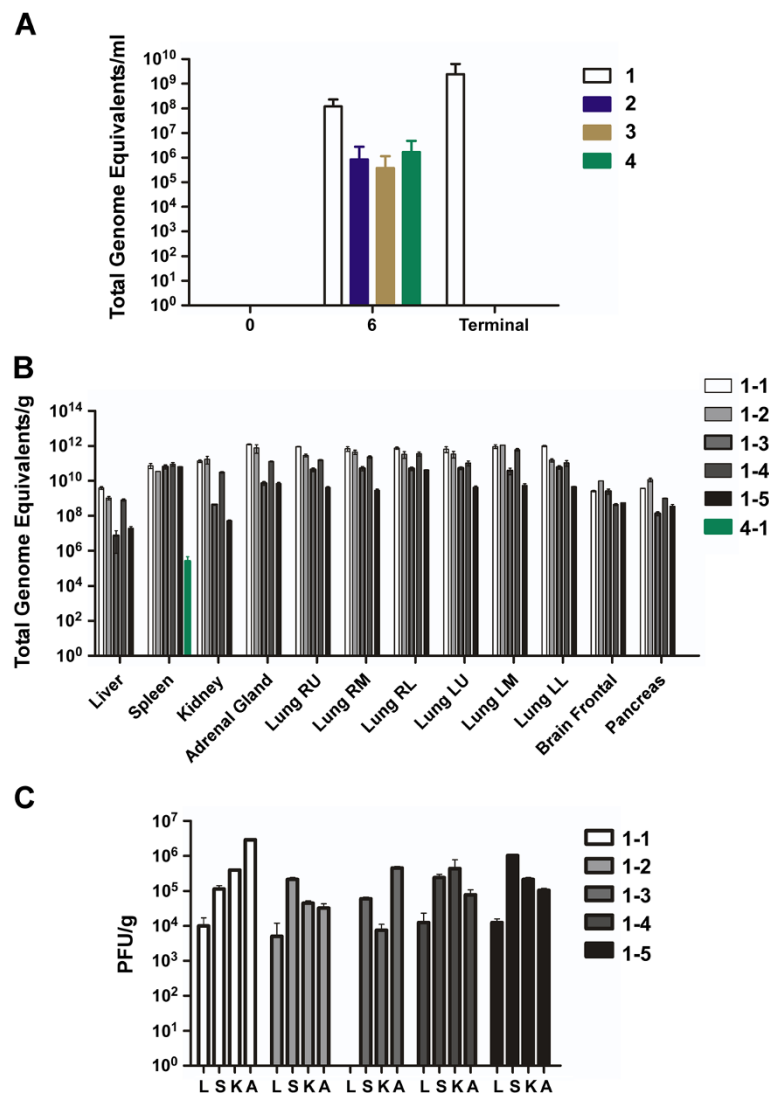 A
Total Genome Equivalents/ml
10^10
10^9
10^8
10^7
10^6
10^5
10^4
10^3
10^2
10^1
10^0
0 6 Terminal
1
2
3
4
B
Total Genome Equivalents/g
10^14
10^12
10^10
10^8
10^6
10^4
10^2
10^0
Liver
Spleen
Kidney
Adrenal Gland
Lung RU
Lung RM
Lung RL
Lung LU
Lung LM
Lung LL
Brain Frontal
Pancreas
1-1
1-2
1-3
1-4
1-5
4-1
C
PFU/g
10^7
10^6
10^5
10^4
10^3
10^2
10^1
10^0
L S K A L S K A L S K A L S K A L S K A
1-1
1-2
1-3
1-4
1-5